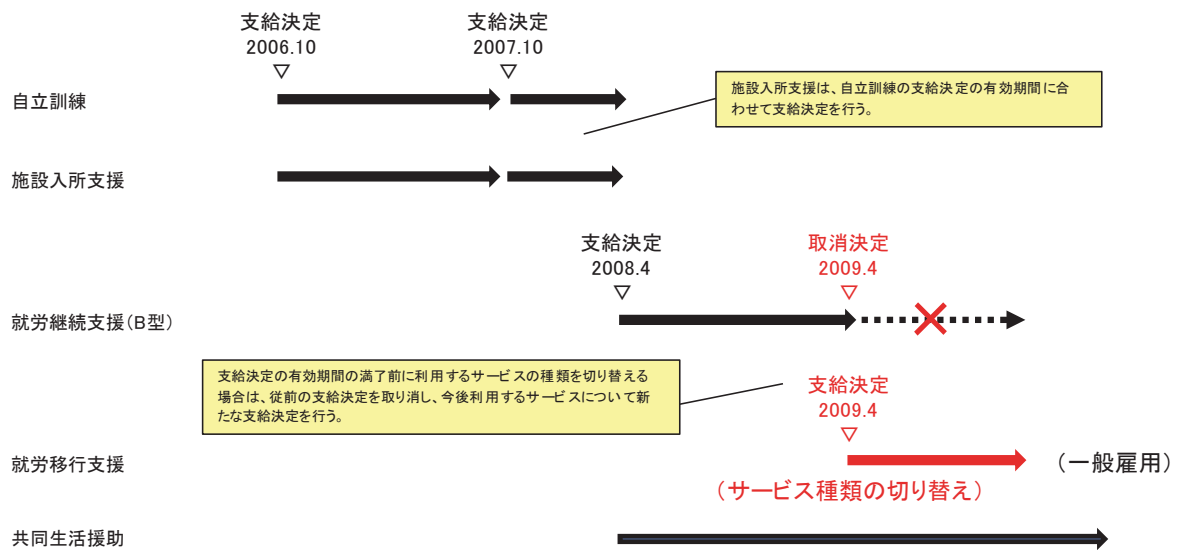 支給決定
2006.10
▽
支給決定
2007.10
▽
自立訓練
施設入所支援は、自立訓練の支給決定の有効期間に合
わせて支給決定を行う。
施設入所支援
支給決定
2008.4
▽
取消決定
2009.4
▽
就労継続支援(B型)
支給決定の有効期間の満了前に利用するサービスの種類を切り替える
場合は、従前の支給決定を取り消し、今後利用するサービスについて新
たな支給決定を行う。
支給決定
2009.4
▽
就労移行支援
（一般雇用）
（サービス種類の切り替え）
共同生活援助